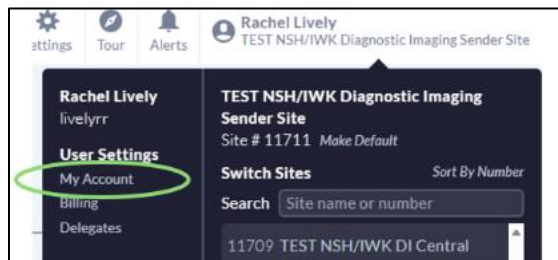 Rachel Lively
TEST NSH/IWK Diagnostic Imaging Sender Site
ettings Tour Alerts
Rachel Lively
livelyrr
User Settings
My Account
Billing
Delegates
TEST NSH/IWK Diagnostic Imaging
Sender Site
Site # 11711 Make Default
Switch Sites Sort By Number
Search Site name or number
11709 TEST NSH/IWK DI Central